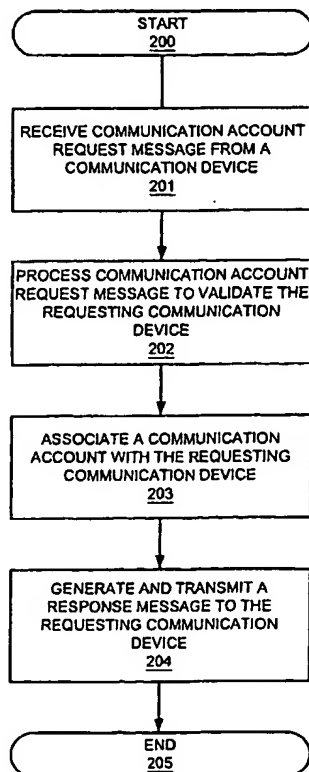 START
200
RECEIVE COMMUNICATION ACCOUNT
REQUEST MESSAGE FROM A
COMMUNICATION DEVICE
201
PROCESS COMMUNICATION ACCOUNT
REQUEST MESSAGE TO VALIDATE THE
REQUESTING COMMUNICATION
DEVICE
202
ASSOCIATE A COMMUNICATION
ACCOUNT WITH THE REQUESTING
COMMUNICATION DEVICE
203
GENERATE AND TRANSMIT A
RESPONSE MESSAGE TO THE
REQUESTING COMMUNICATION
DEVICE
204
END
205